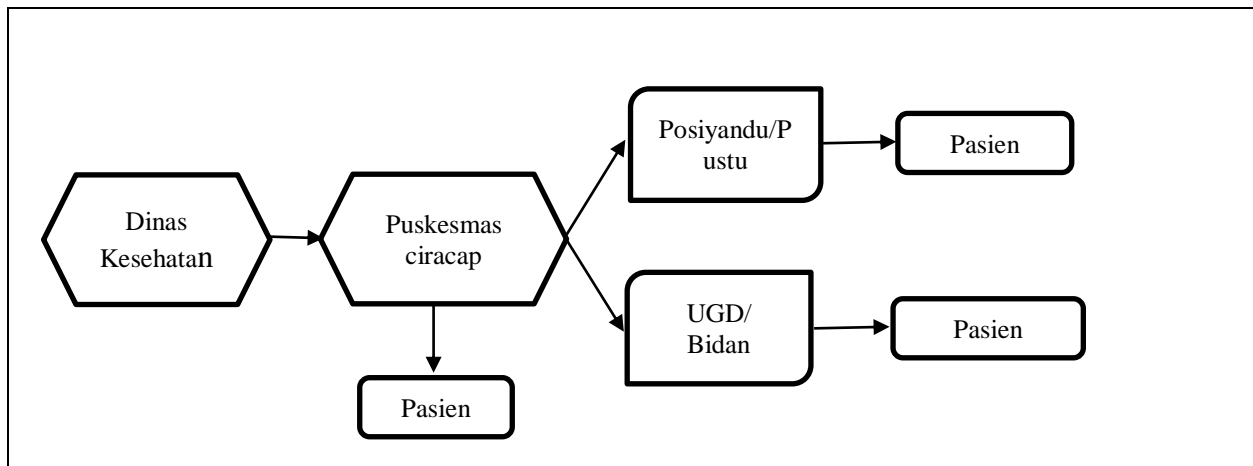 Dinas
Kesehatan
Puskesmas
ciracap
Pasien
Posiyandu/P
ustu
Pasien
UGD/
Bidan
Pasien